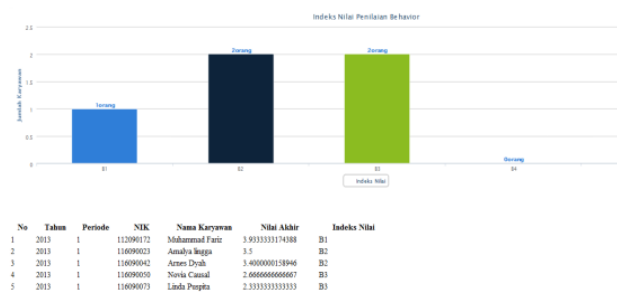 Indeks Nilai Penilaian Behavior
2.5
2
1.5
1
0.5
0
Jumlah Karyawan
1orang
2orang
2orang
0orang
B1 B2 B3 B4
Indeks Nilai
No Tahun Periode NIK Nama Karyawan Nilai Akhir Indeks Nilai
1 2013 1 112090172 Muhammad Fariz 3.9333333174388 B1
2 2013 1 116090023 Amalya lingga 3.5 B2
3 2013 1 116090042 Arnes Dyah 3.4000000158946 B2
4 2013 1 116090050 Novia Causal 2.6666666666667 B3
5 2013 1 116090073 Linda Puspita 2.3333333333333 B3